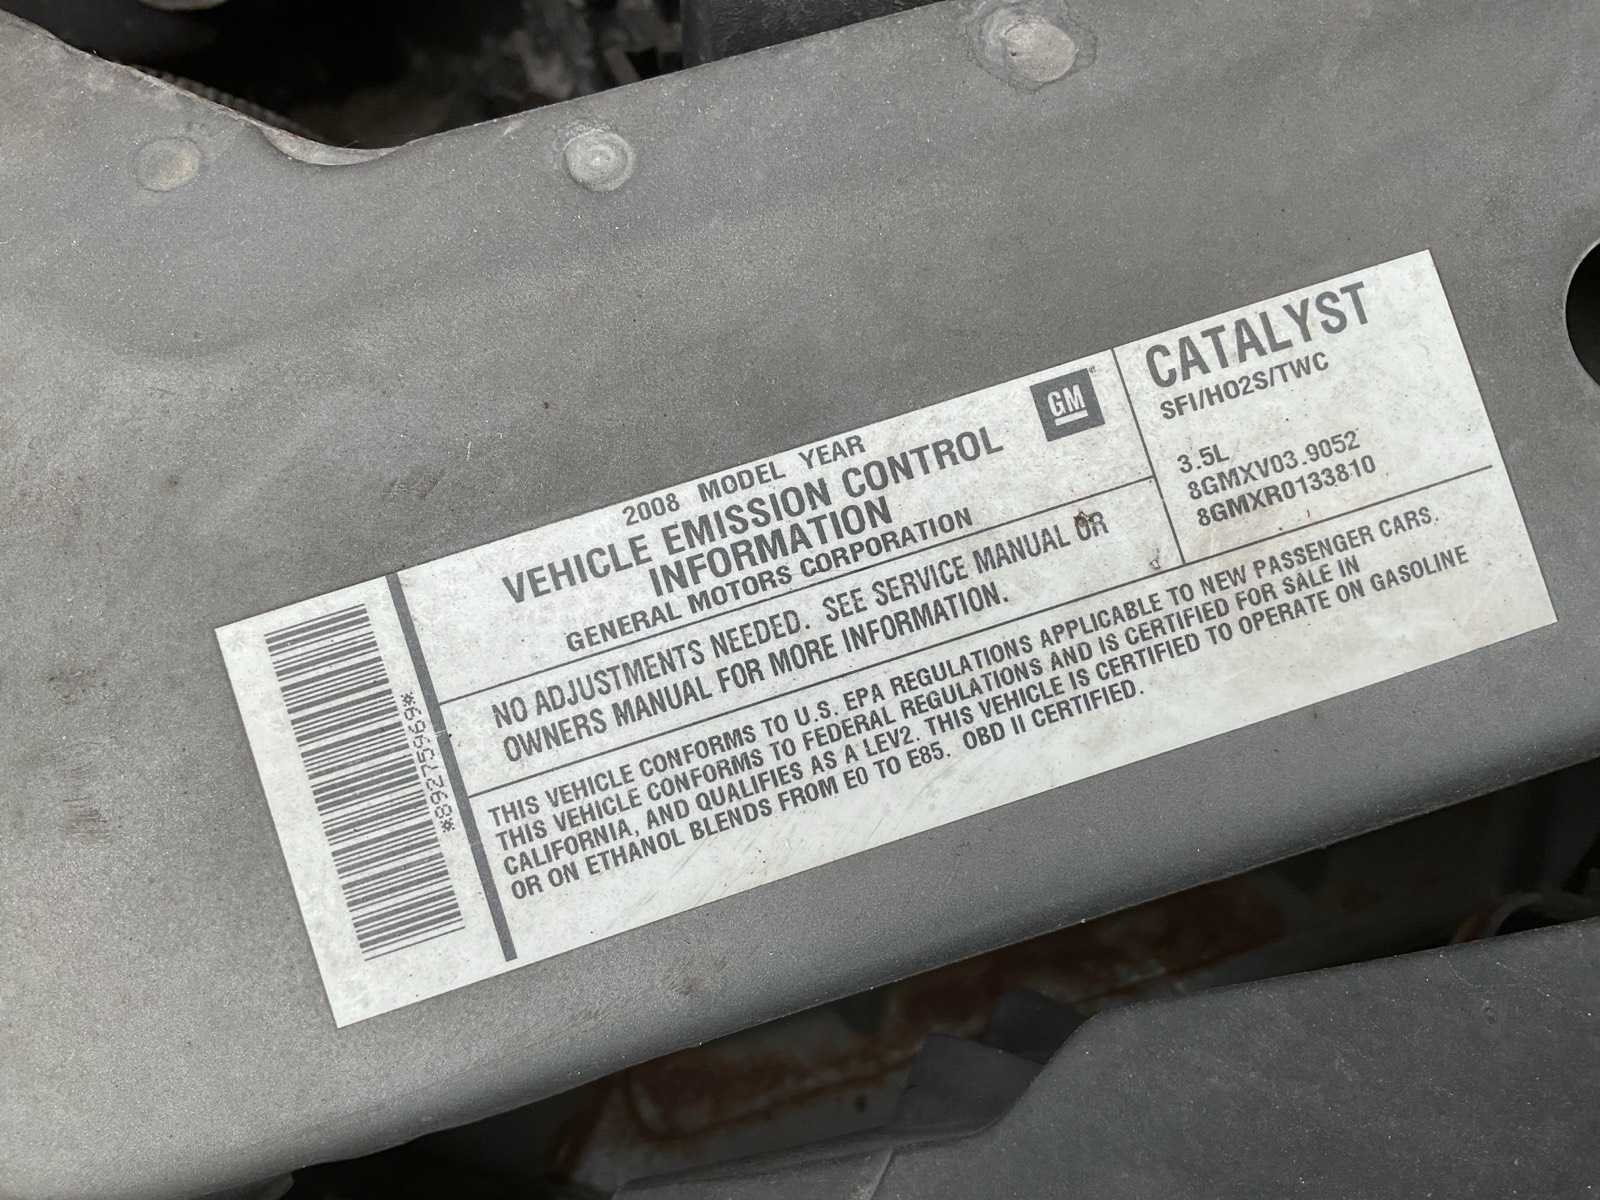 2008 MODEL YEAR
VEHICLE EMISSION CONTROL
INFORMATION
GENERAL MOTORS CORPORATION
GM
CATALYST
SFI/HO2S/TWC
3.5L
8GMXV03.9052
8GMXR0133810
NO ADJUSTMENTS NEEDED. SEE SERVICE MANUAL OR
OWNERS MANUAL FOR MORE INFORMATION.
THIS VEHICLE CONFORMS TO U.S. EPA REGULATIONS APPLICABLE TO NEW PASSENGER CARS.
THIS VEHICLE CONFORMS TO FEDERAL REGULATIONS AND IS CERTIFIED FOR SALE IN
CALIFORNIA, AND QUALIFIES AS A LEV2. THIS VEHICLE IS CERTIFIED TO OPERATE ON GASOLINE
OR ON ETHANOL BLENDS FROM E0 TO E85. OBD II CERTIFIED.
*89275969*